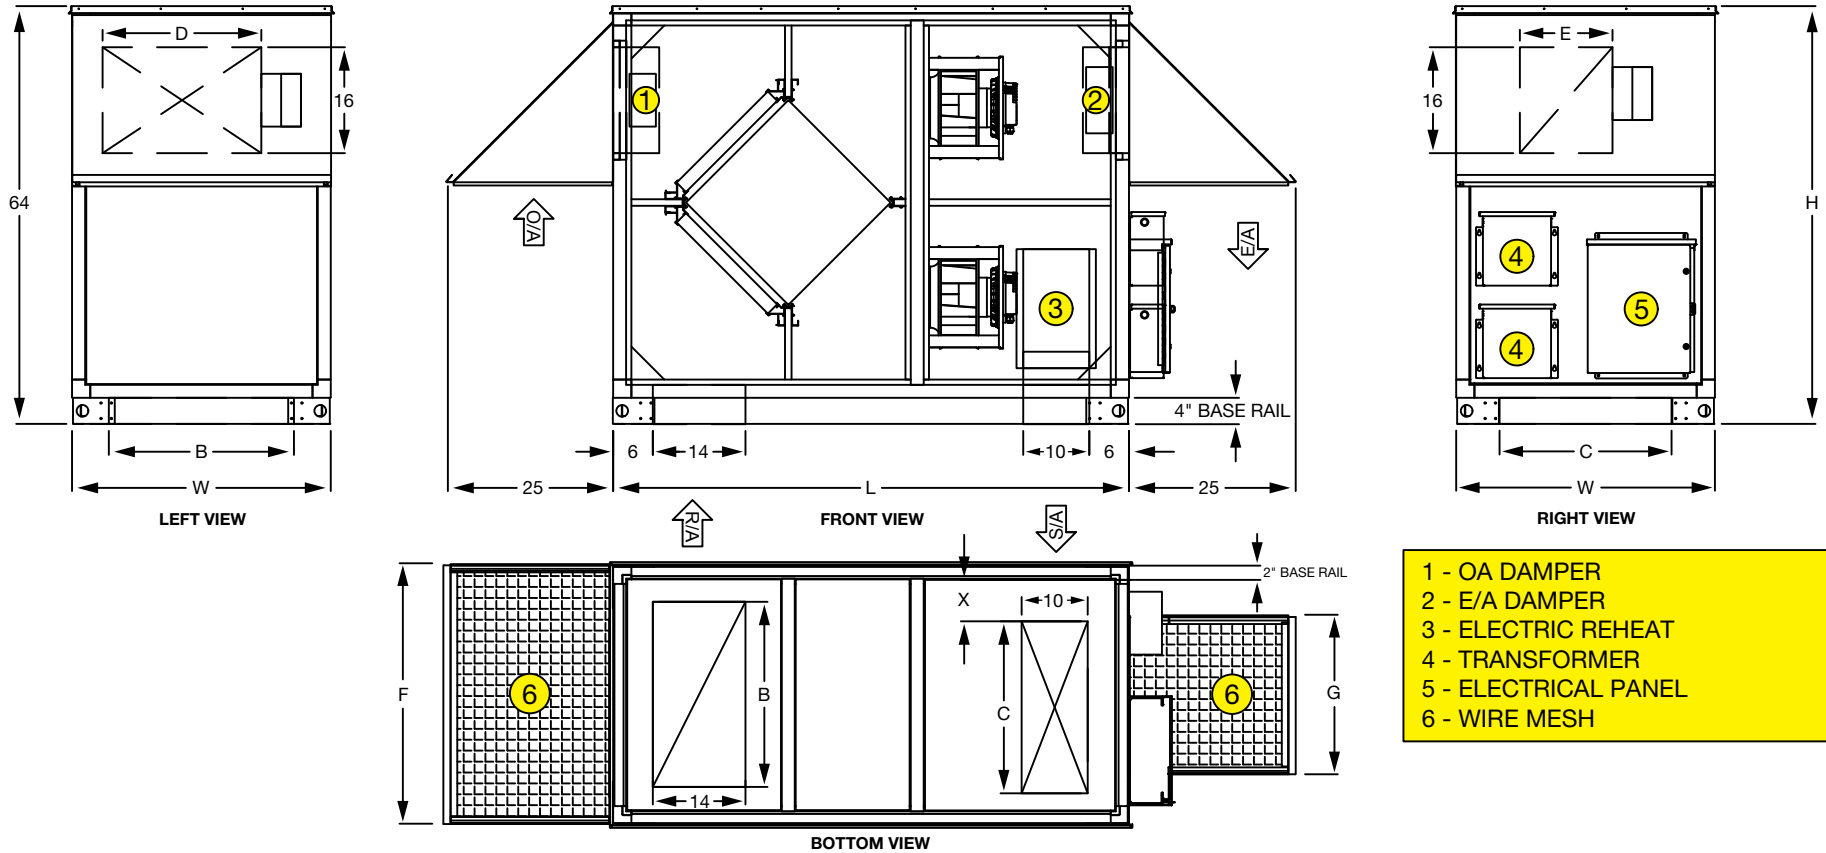 D
16
64
B
W
LEFT VIEW
1
2
3
O/A
E/A
4" BASE RAIL
6
14
10
6
25
L
25
R/A
S/A
FRONT VIEW
E
16
H
4
4
5
C
W
RIGHT VIEW
2" BASE RAIL
X
10
F
6
B
C
6
G
14
BOTTOM VIEW
1 - OA DAMPER
2 - E/A DAMPER
3 - ELECTRIC REHEAT
4 - TRANSFORMER
5 - ELECTRICAL PANEL
6 - WIRE MESH